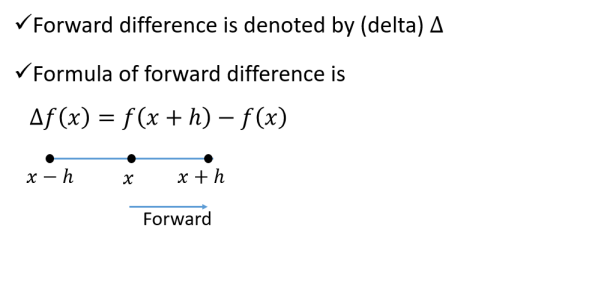 ✓Forward difference is denoted by (delta) Δ
✓Formula of forward difference is
Δf(x) = f(x + h) − f(x)
x − h x x + h
Forward